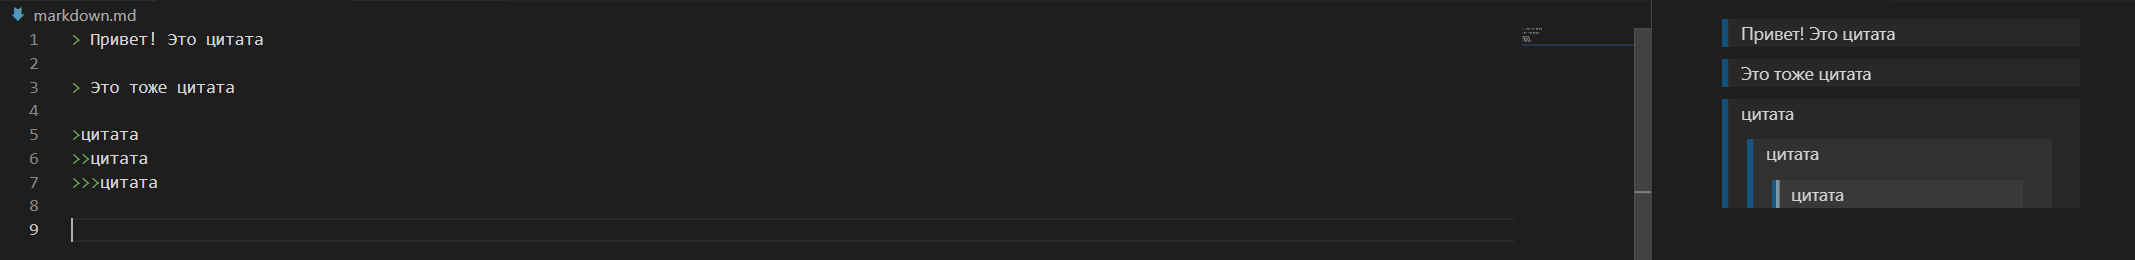 markdown.md
1 > Привет! Это цитата
2
3 > Это тоже цитата
4
5 >цитата
6 >>цитата
7 >>>цитата
8
9
Привет! Это цитата
Это тоже цитата
цитата
цитата
цитата